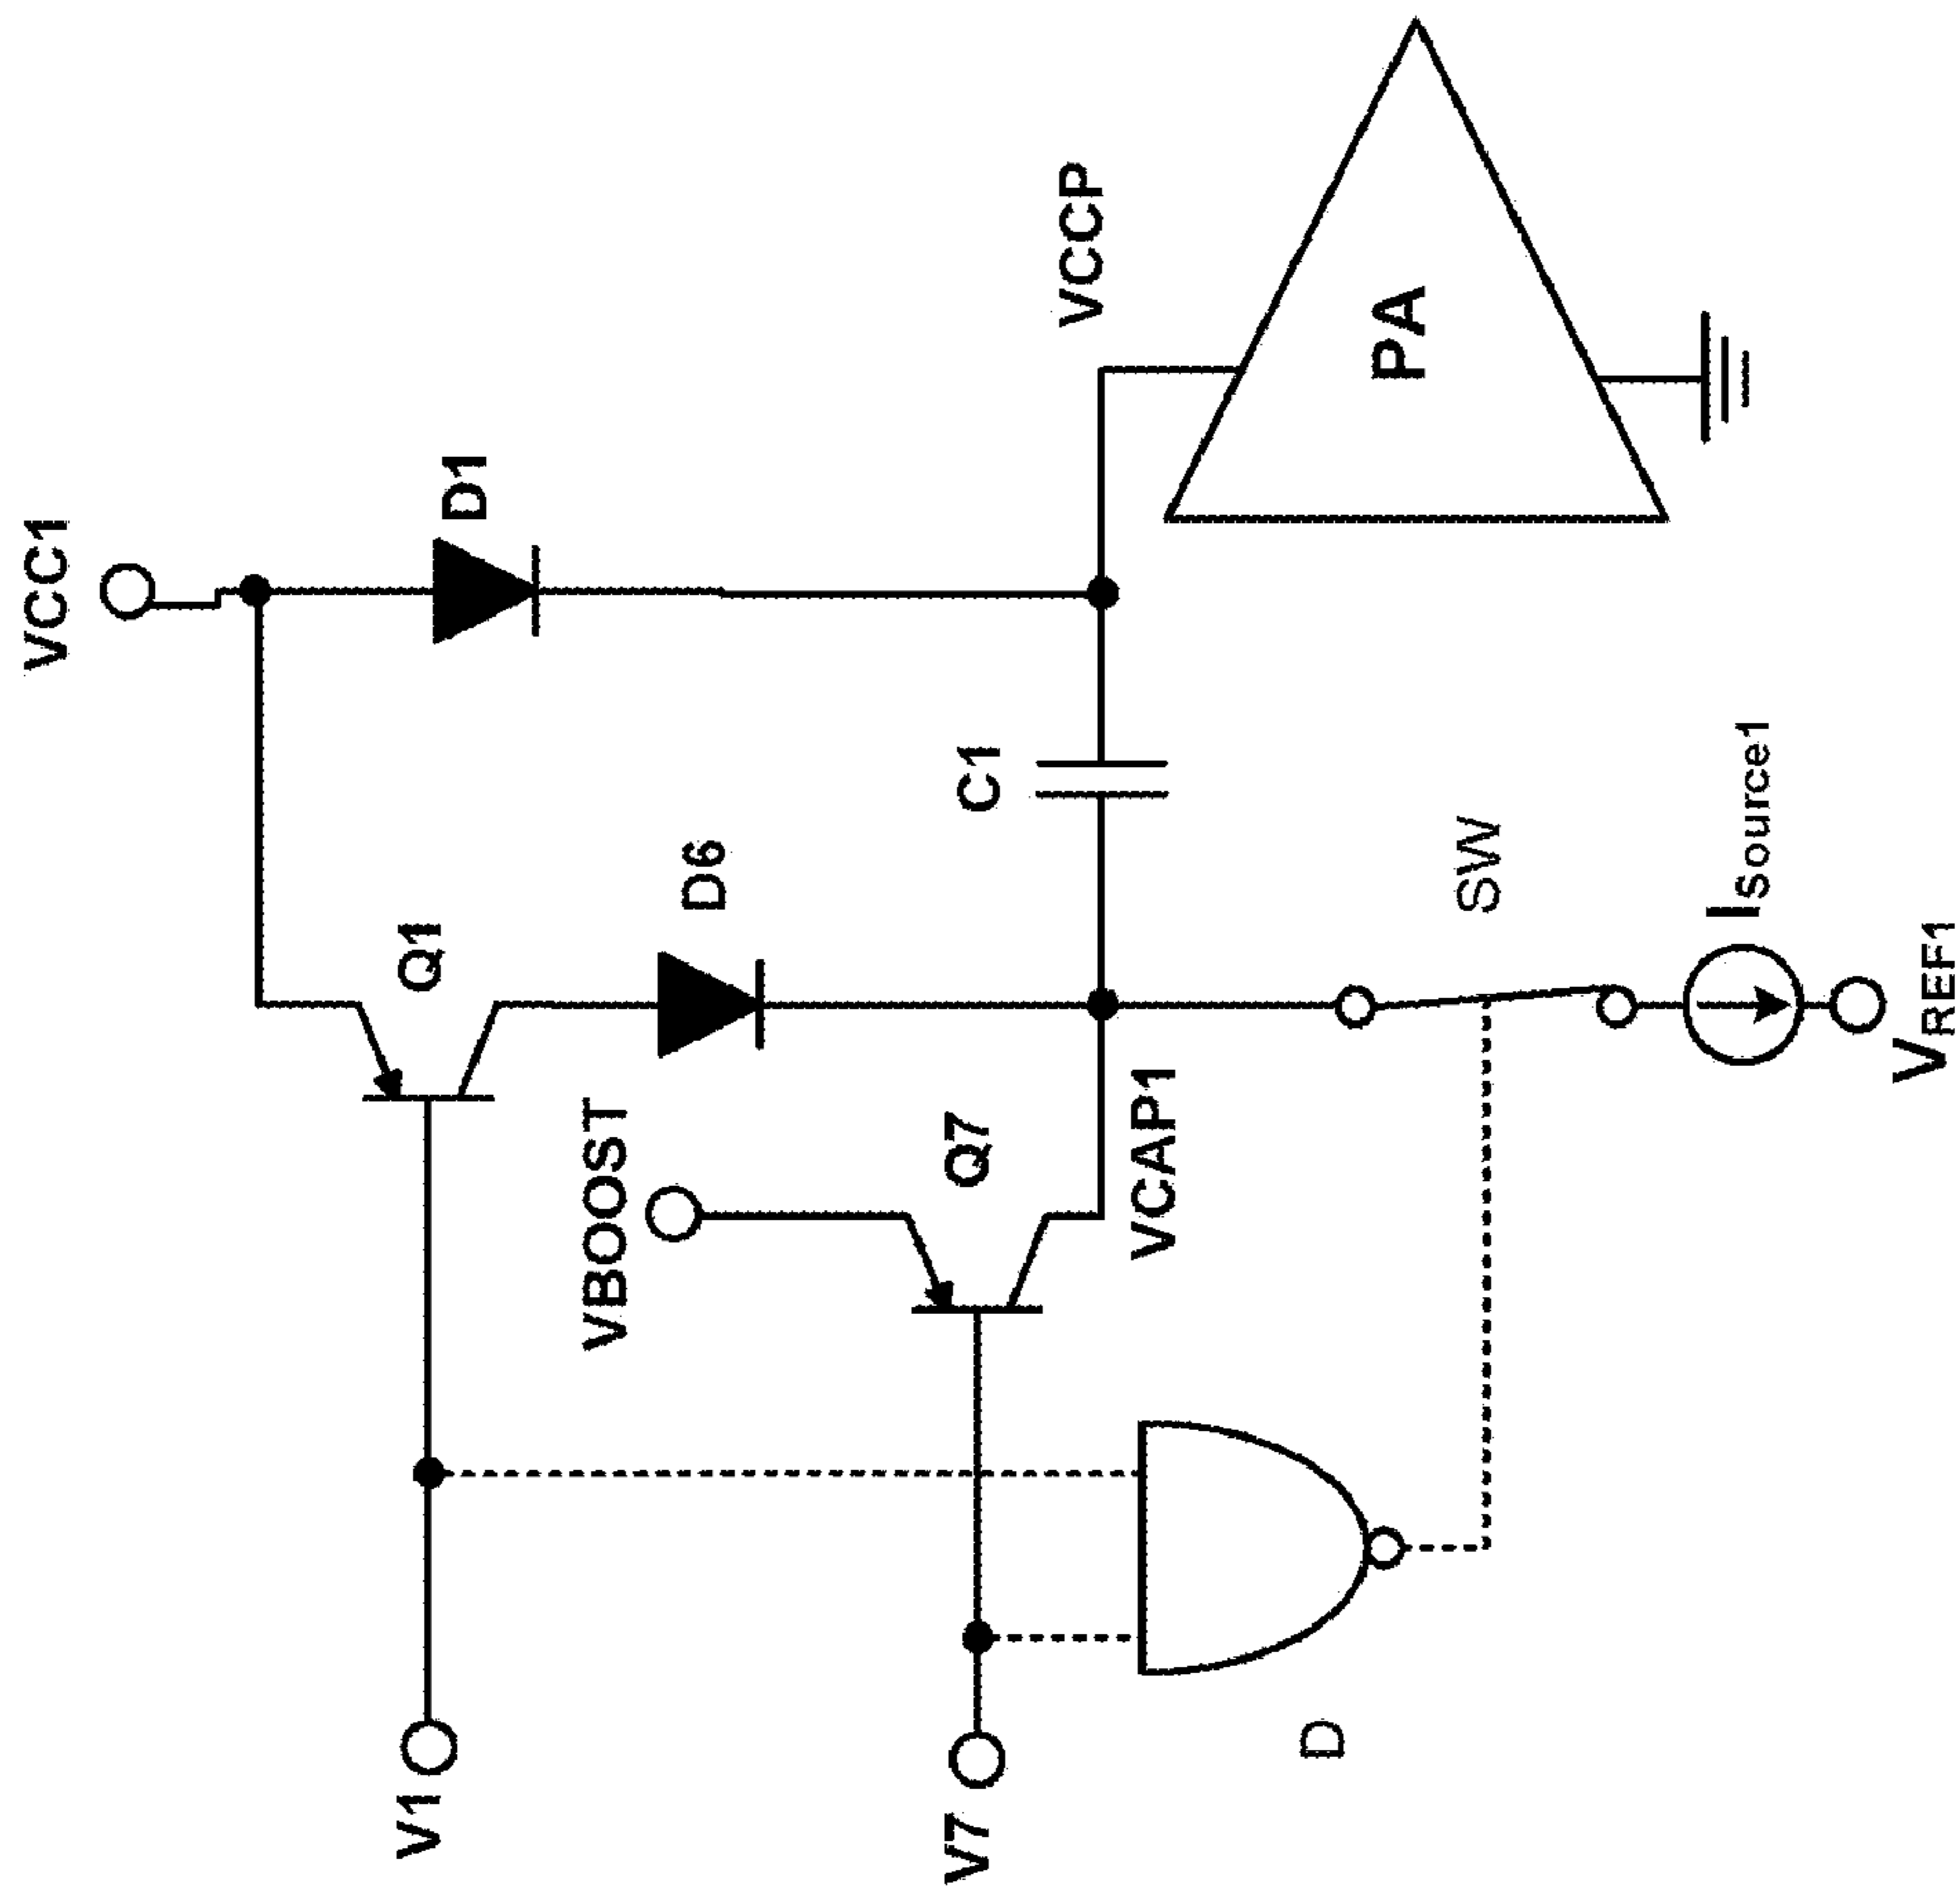 VCC1
D1
VCCP
PA
Q1
D6
C1
VBOOST
Q7
VCAP1
SW
ISource1
VREF1
V1
V7
D